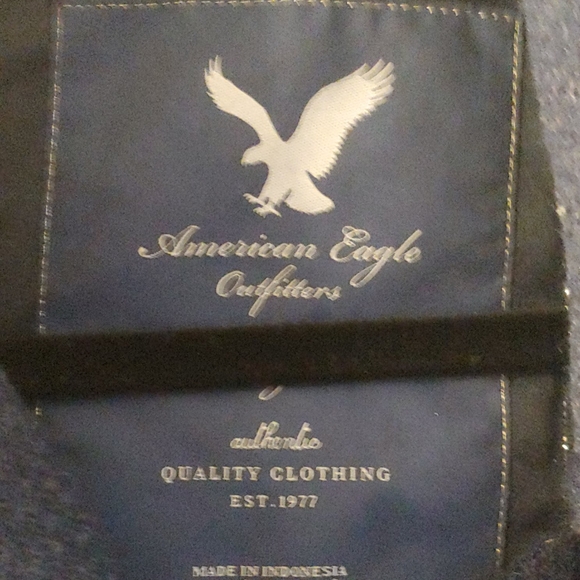 American Eagle
Outfitters
authentic
QUALITY CLOTHING
EST. 1977
MADE IN INDONESIA